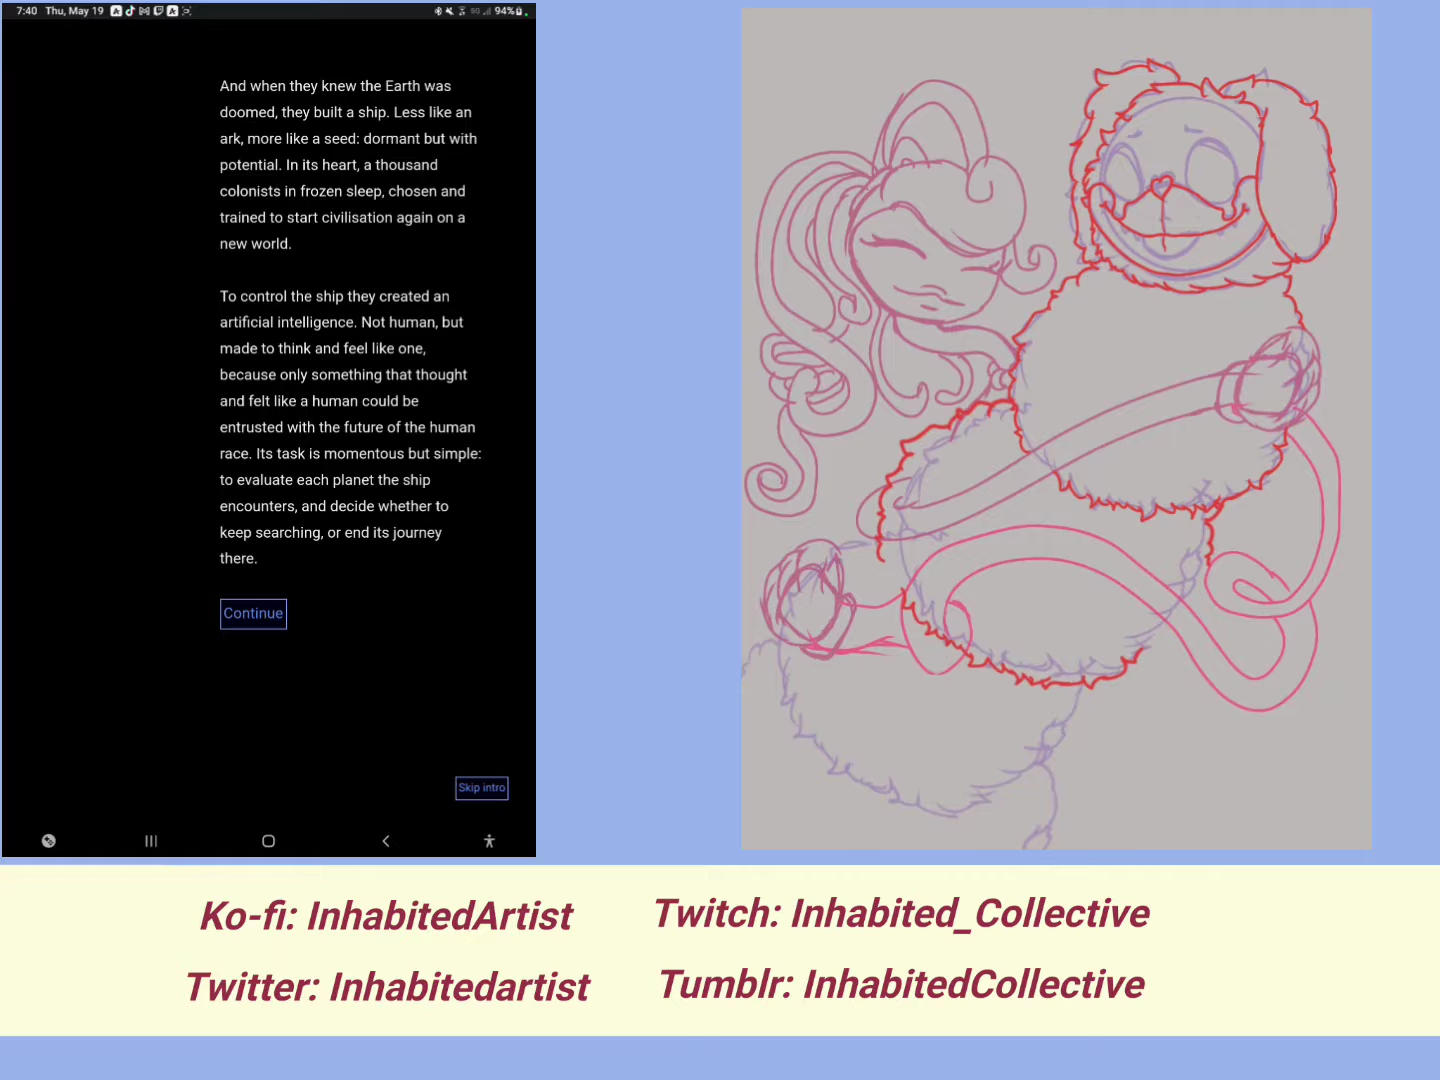 7:40 Thu, May 19
5G 94%
And when they knew the Earth was
doomed, they built a ship. Less like an
ark, more like a seed: dormant but with
potential. In its heart, a thousand
colonists in frozen sleep, chosen and
trained to start civilisation again on a
new world.
To control the ship they created an
artificial intelligence. Not human, but
made to think and feel like one,
because only something that thought
and felt like a human could be
entrusted with the future of the human
race. Its task is momentous but simple:
to evaluate each planet the ship
encounters, and decide whether to
keep searching, or end its journey
there.
Continue
Skip intro
Ko-fi: InhabitedArtist
Twitch: Inhabited_Collective
Twitter: Inhabitedartist
Tumblr: InhabitedCollective